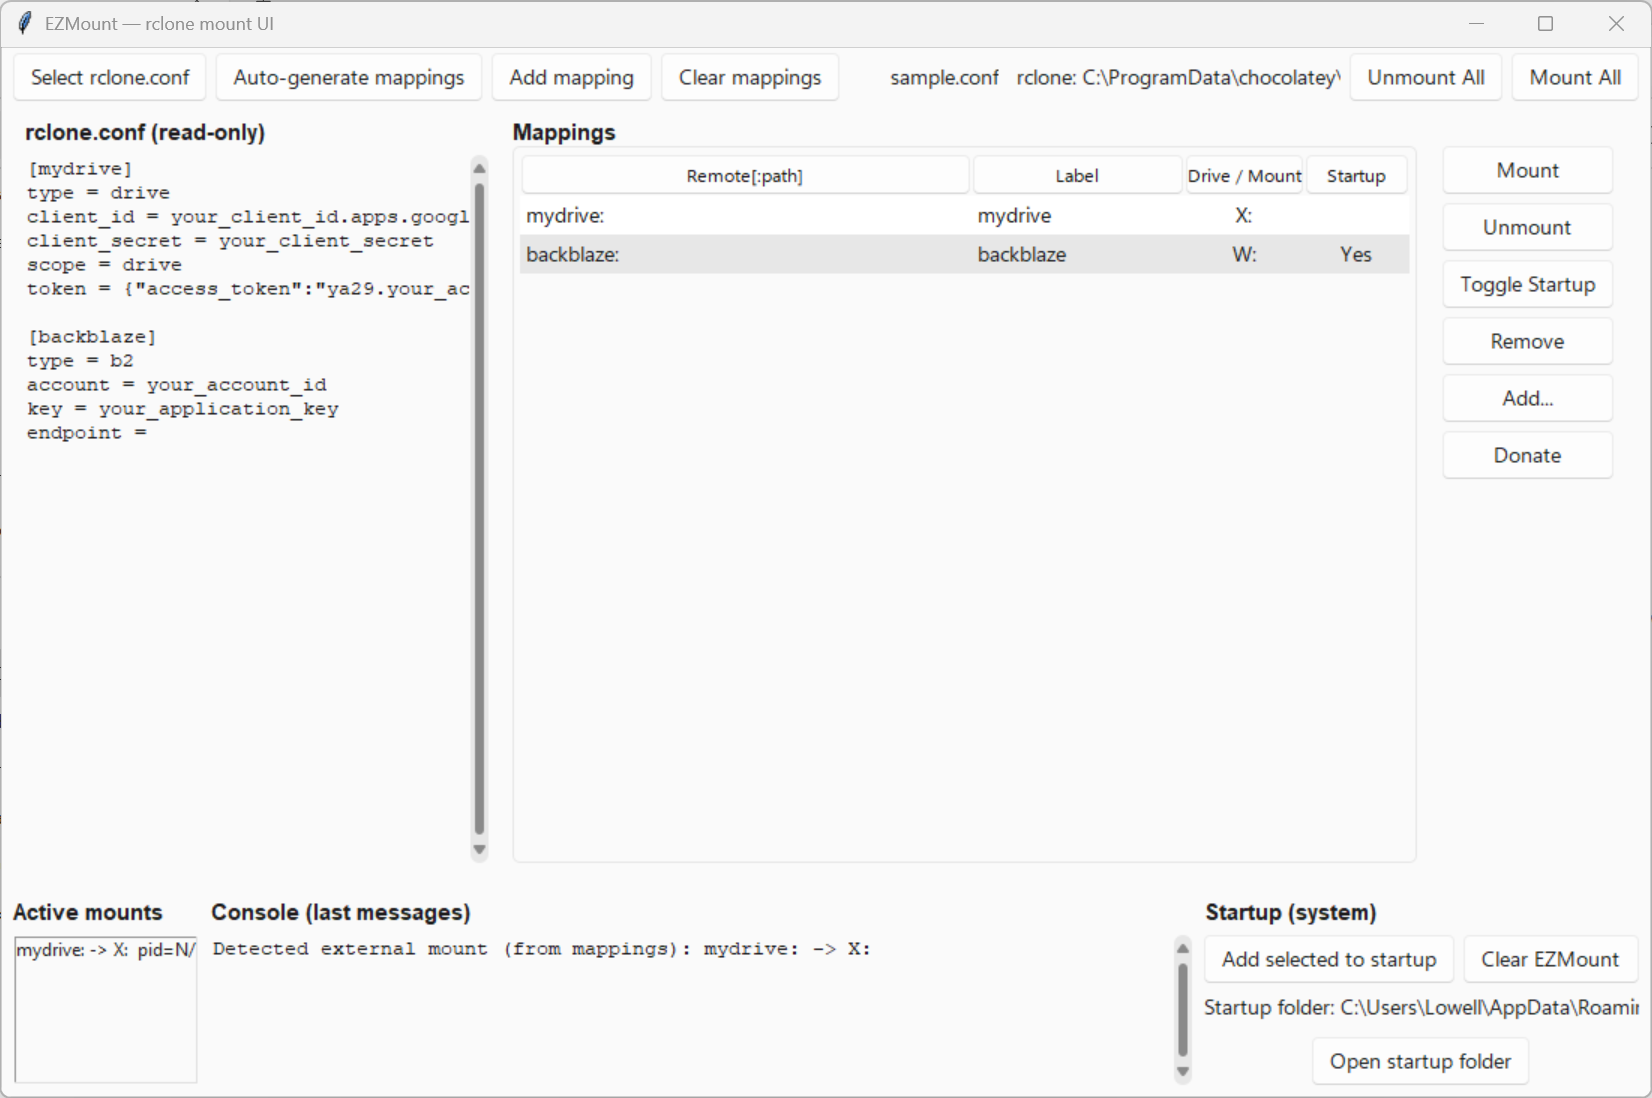 EZMount — rclone mount UI
Select rclone.conf
Auto-generate mappings
Add mapping
Clear mappings
sample.conf
rclone: C:\ProgramData\chocolatey\
Unmount All
Mount All
rclone.conf (read-only)
[mydrive]
type = drive
client_id = your_client_id.apps.googl
client_secret = your_client_secret
scope = drive
token = {"access_token":"ya29.your_ac
[backblaze]
type = b2
account = your_account_id
key = your_application_key
endpoint =
Mappings
Remote[:path] Label Drive / Mount Startup
mydrive: mydrive X:
backblaze: backblaze W: Yes
Mount
Unmount
Toggle Startup
Remove
Add...
Donate
Active mounts
mydrive: -> X: pid=N/
Console (last messages)
Detected external mount (from mappings): mydrive: -> X:
Startup (system)
Add selected to startup
Clear EZMount
Startup folder: C:\Users\Lowell\AppData\Roamin
Open startup folder